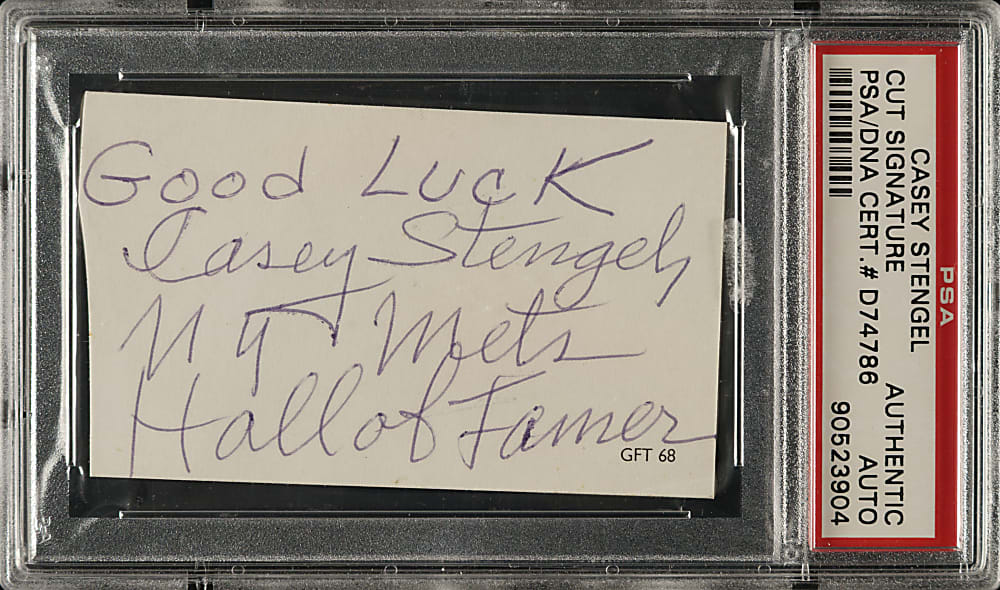 Good Luck
Casey Stengel
NY Mets
Hall of Famer
GFT 68
PSA
CASEY STENGEL AUTHENTIC
CUT SIGNATURE AUTO
PSA/DNA CERT.# D74786 90523904